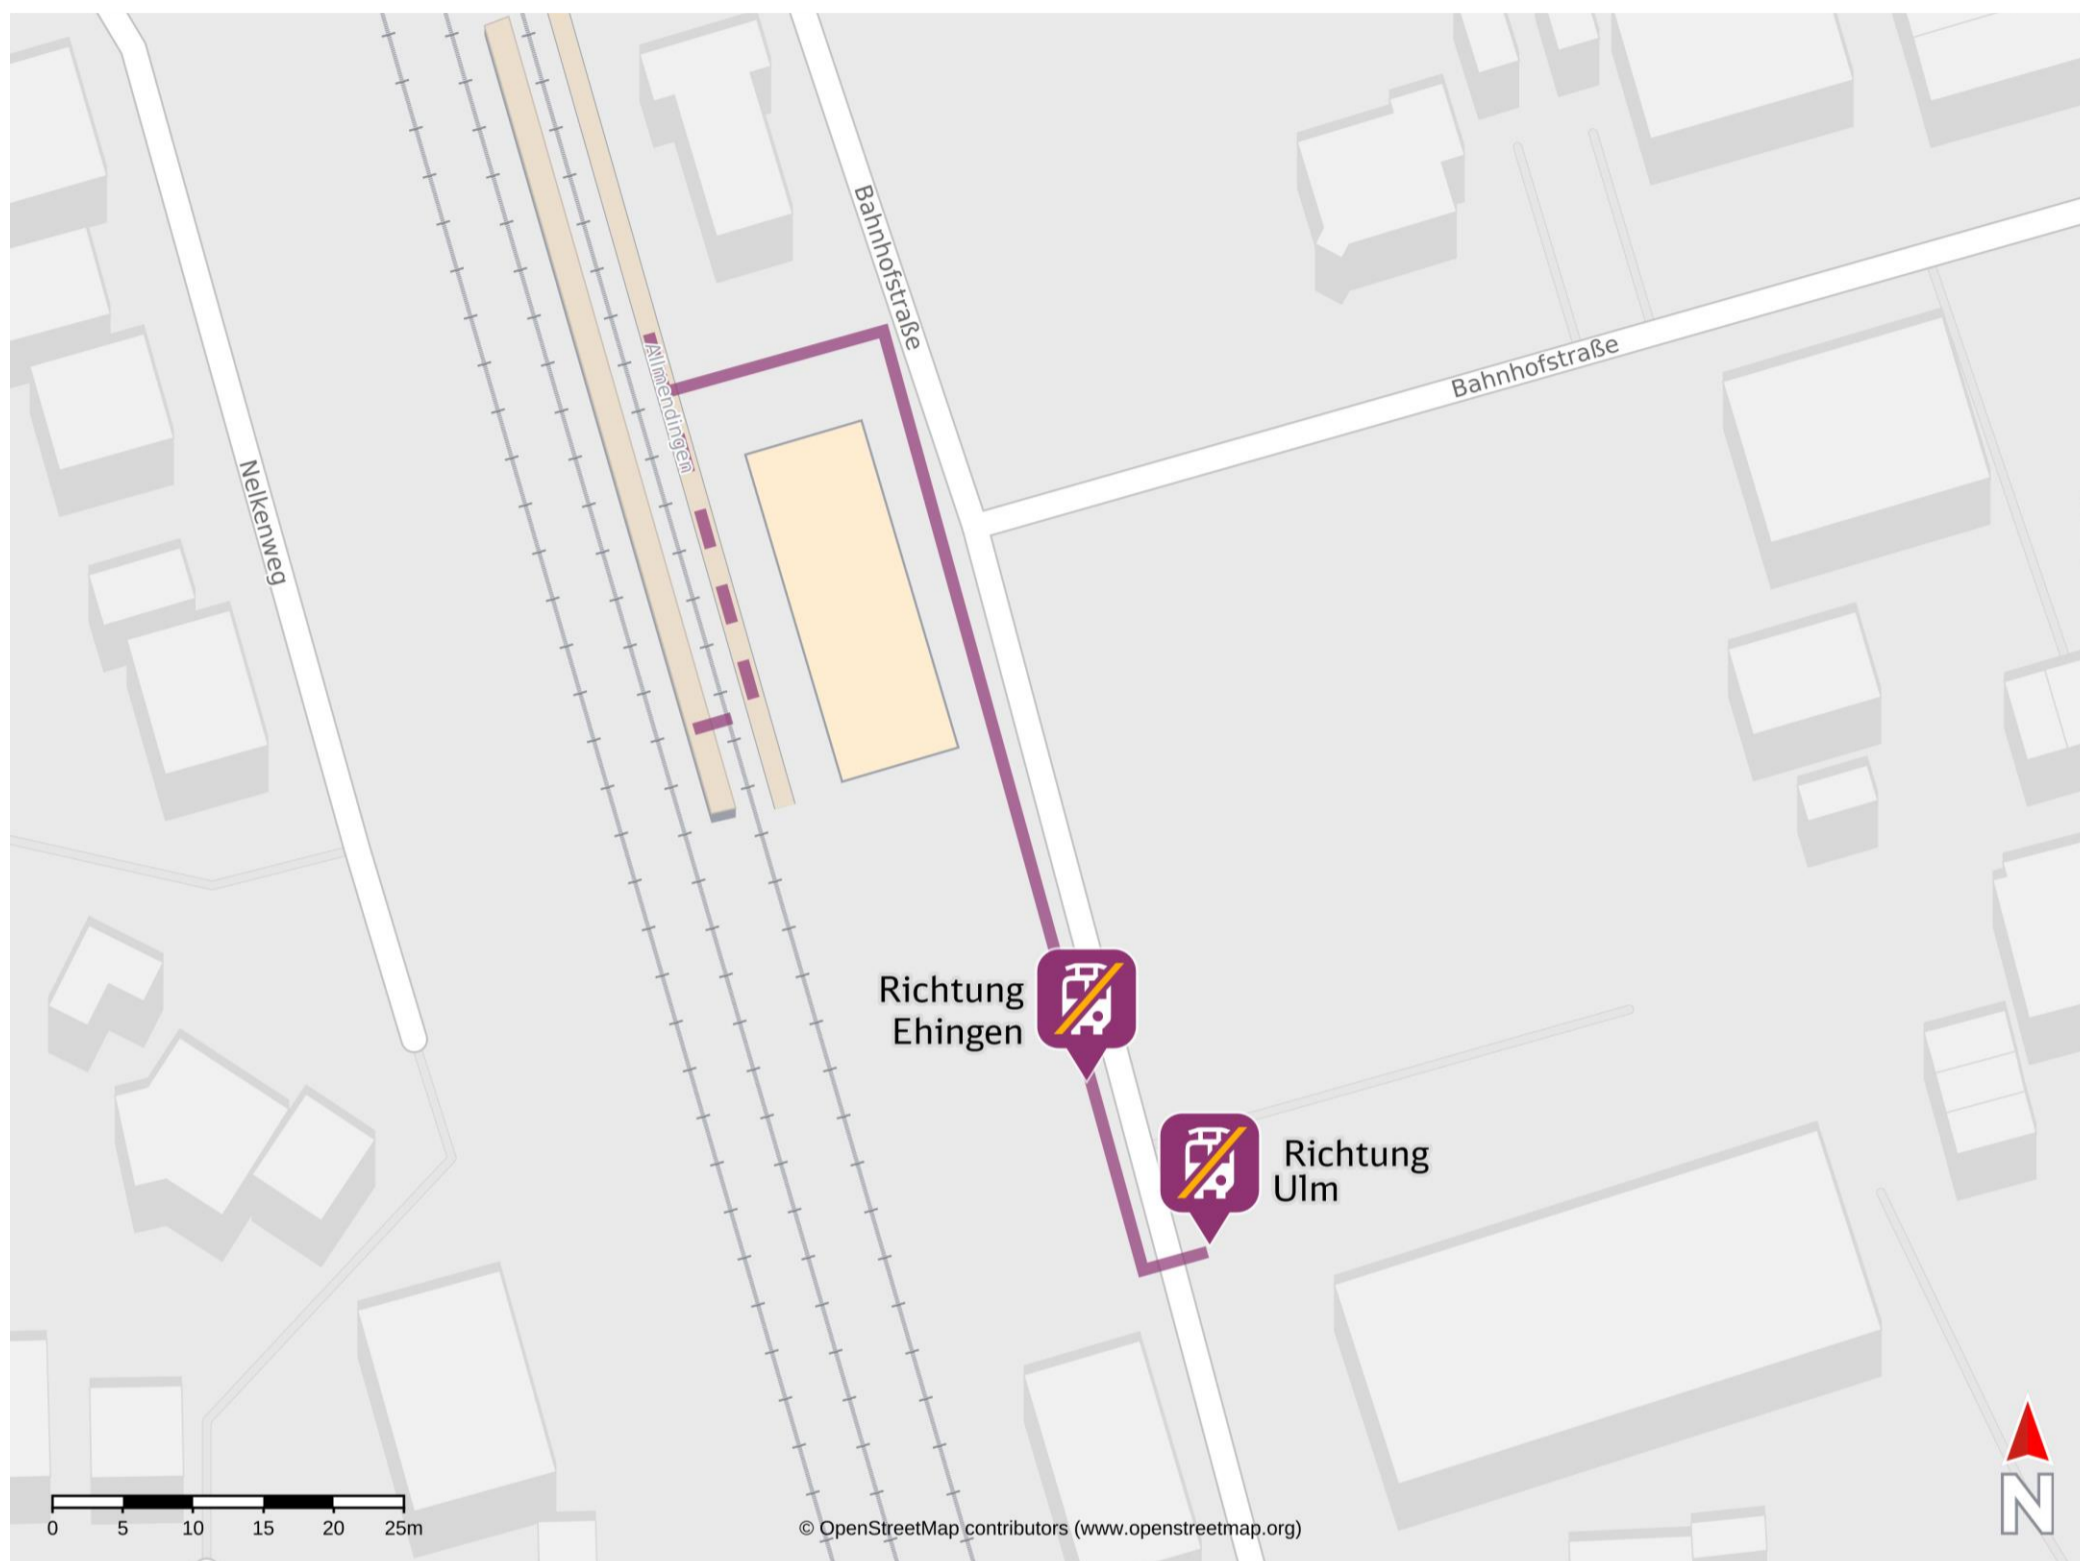 Bahnhofstraße
Allmendingen
Bahnhofstraße
Nelkenweg
Richtung
Ehingen
Richtung
Ulm
0 5 10 15 20 25m
© OpenStreetMap contributors (www.openstreetmap.org)
N